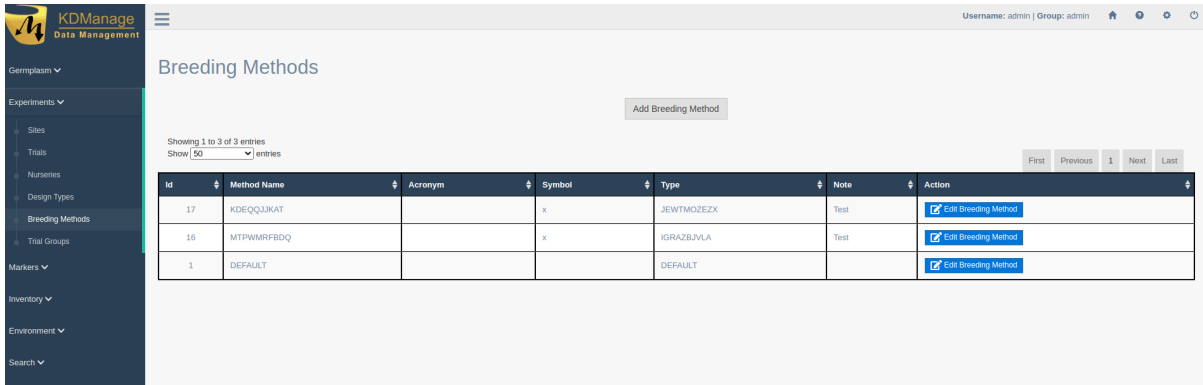 KDManage
Data Management
Username: admin | Group: admin
Germplasm
Experiments
Sites
Trials
Nurseries
Design Types
Breeding Methods
Trial Groups
Markers
Inventory
Environment
Search
Breeding Methods
Add Breeding Method
Showing 1 to 3 of 3 entries
Show 50 entries
First Previous 1 Next Last
Id Method Name Acronym Symbol Type Note Action
17 KDEQQJJKAT x JEWTMOZEZX Test Edit Breeding Method
16 MTPWMRFBDQ x IGRAZBJVLA Test Edit Breeding Method
1 DEFAULT DEFAULT Edit Breeding Method